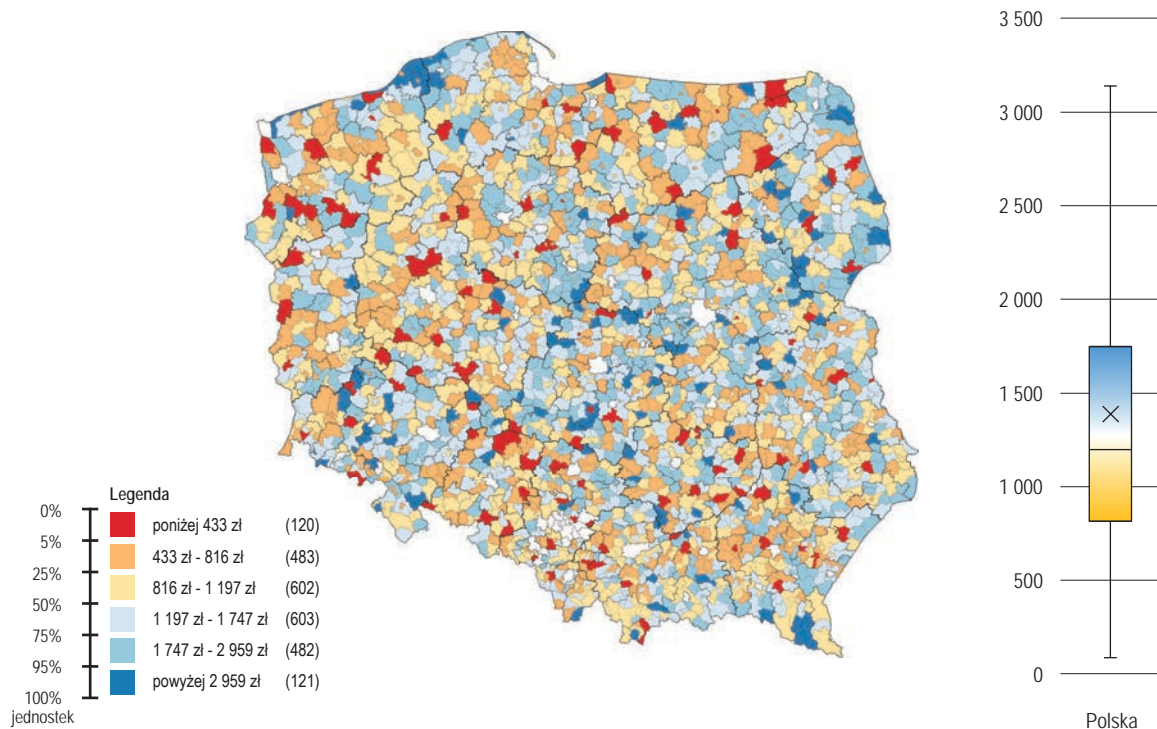 3 500
3 000
2 500
2 000
1 500
1 000
500
0
Polska
Legenda
0%
5%
25%
50%
75%
95%
100%
jednostek
poniżej 433 zł (120)
433 zł - 816 zł (483)
816 zł - 1 197 zł (602)
1 197 zł - 1 747 zł (603)
1 747 zł - 2 959 zł (482)
powyżej 2 959 zł (121)